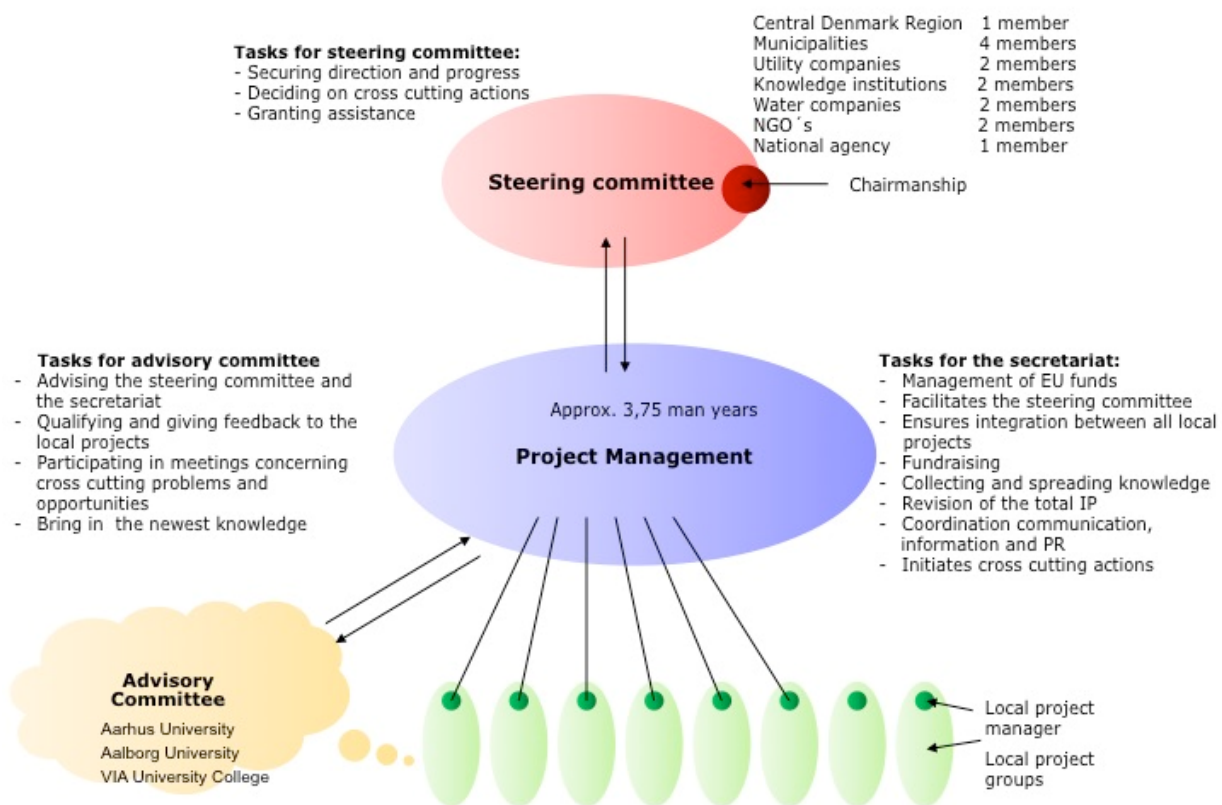 Tasks for steering committee:
- Securing direction and progress
- Deciding on cross cutting actions
- Granting assistance
Central Denmark Region 1 member
Municipalities 4 members
Utility companies 2 members
Knowledge institutions 2 members
Water companies 2 members
NGO´s 2 members
National agency 1 member
Steering committee
Chairmanship
Tasks for advisory committee
- Advising the steering committee and
the secretariat
- Qualifying and giving feedback to the
local projects
- Participating in meetings concerning
cross cutting problems and
opportunities
- Bring in the newest knowledge
Approx. 3,75 man years
Project Management
Tasks for the secretariat:
- Management of EU funds
- Facilitates the steering committee
- Ensures integration between all local
projects
- Fundraising
- Collecting and spreading knowledge
- Revision of the total IP
- Coordination communication,
information and PR
- Initiates cross cutting actions
Advisory
Committee
Aarhus University
Aalborg University
VIA University College
Local project
manager
Local project
groups